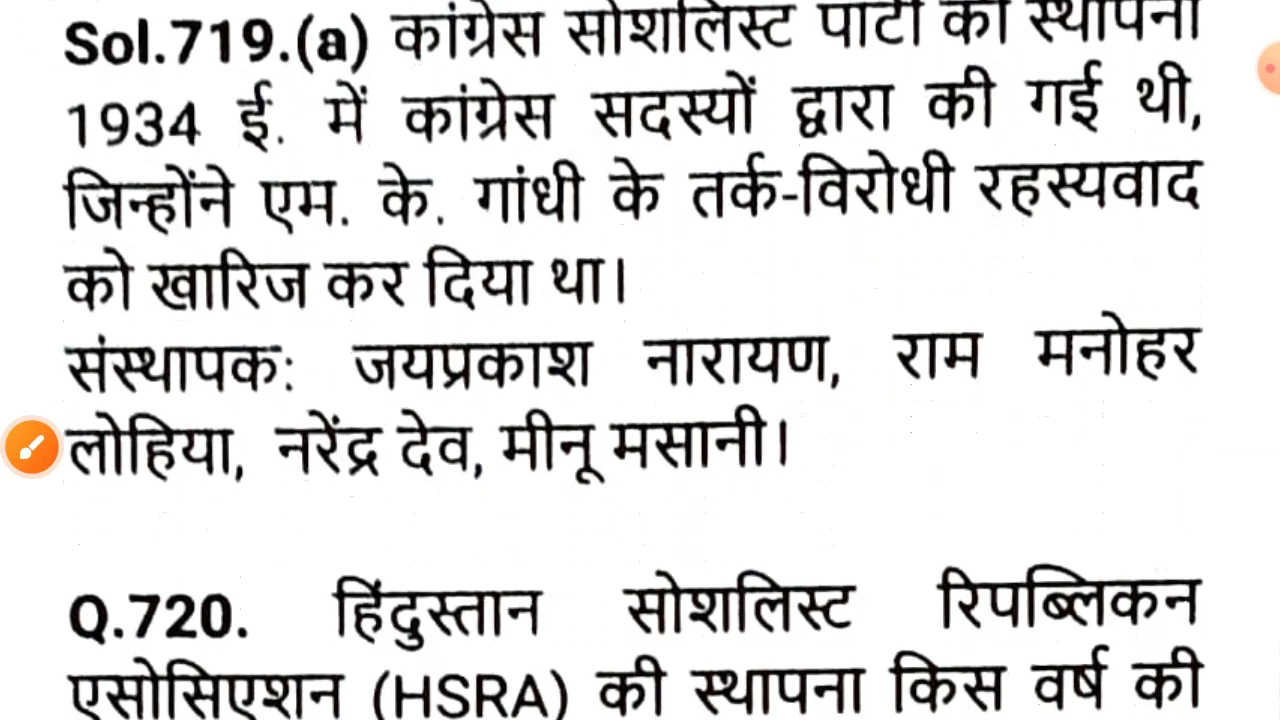 Sol.719.(a) कांग्रेस सोशलिस्ट पार्टी की स्थापना
1934 ई. में कांग्रेस सदस्यों द्वारा की गई थी,
जिन्होंने एम. के. गांधी के तर्क-विरोधी रहस्यवाद
को खारिज कर दिया था।
संस्थापक: जयप्रकाश नारायण, राम मनोहर
लोहिया, नरेंद्र देव, मीनू मसानी।
Q.720. हिंदुस्तान सोशलिस्ट रिपब्लिकन
एसोसिएशन (HSRA) की स्थापना किस वर्ष की